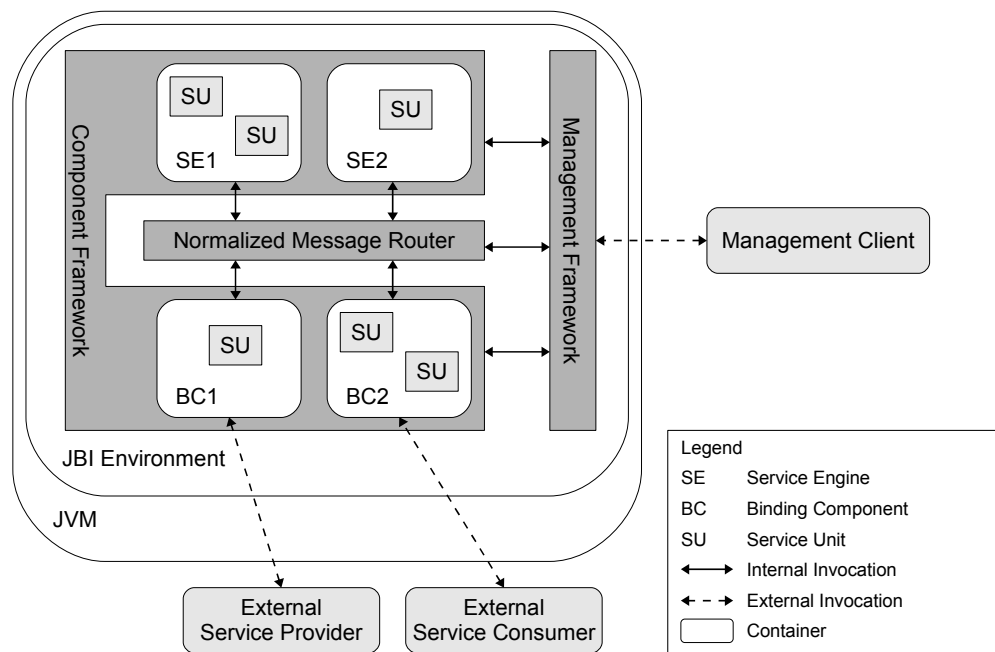 Component Framework
SU
SU
SE1
SU
SE2
Normalized Message Router
SU
BC1
SU
SU
BC2
Management Framework
Management Client
JBI Environment
JVM
External
Service Provider
External
Service Consumer
Legend
SE Service Engine
BC Binding Component
SU Service Unit
Internal Invocation
External Invocation
Container